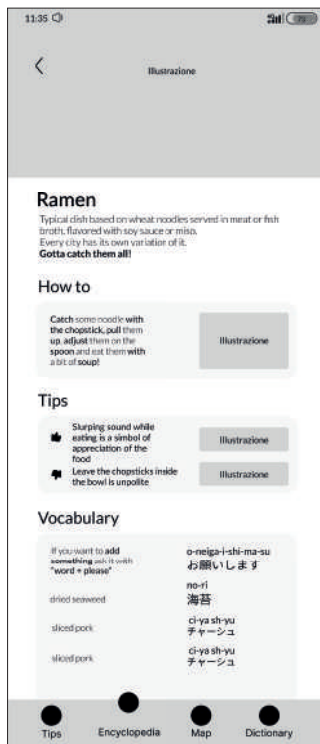 11:35
73
Illustrazione
Ramen
Typical dish based on wheat noodles served in meat or fish
broth, flavored with soy sauce or miso.
Every city has its own variation of it.
Gotta catch them all!
How to
Catch some noodle with
the chopstick, pull them
up, adjust them on the
spoon and eat them with
a bit of soup!
Illustrazione
Tips
Slurping sound while
eating is a simbol of
appreciation of the
food
Illustrazione
Leave the chopsticks inside
the bowl is unpolite
Illustrazione
Vocabulary
If you want to add
something ask it with
"word + please"
o-neiga-i-shi-ma-su
お願いします
dried seaweed
no-ri
海苔
sliced pork
ci-ya sh-yu
チャーシュ
sliced pork
ci-ya sh-yu
チャーシュ
Tips
Encyclopedia
Map
Dictionary